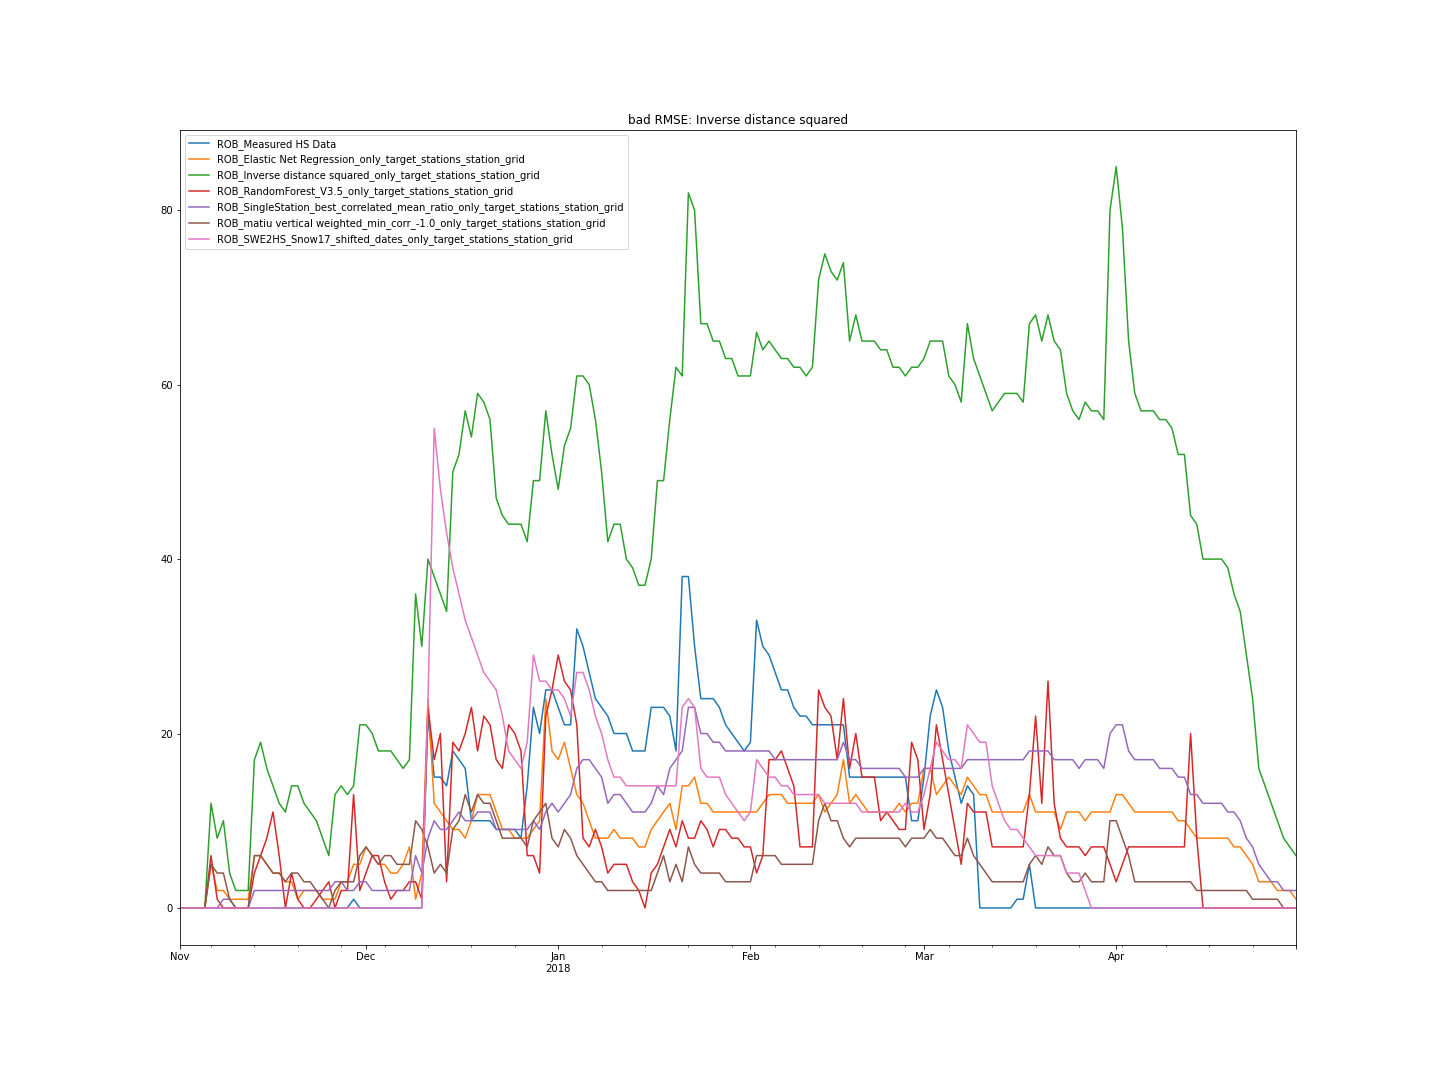 bad RMSE: Inverse distance squared
ROB_Measured HS Data
ROB_Elastic Net Regression_only_target_stations_station_grid
ROB_Inverse distance squared_only_target_stations_station_grid
ROB_RandomForest_V3.5_only_target_stations_station_grid
ROB_SingleStation_best_correlated_mean_ratio_only_target_stations_station_grid
ROB_matiu vertical weighted_min_corr_-1.0_only_target_stations_station_grid
ROB_SWE2HS_Snow17_shifted_dates_only_target_stations_station_grid
80
60
40
20
0
Nov Dec Jan Feb Mar Apr
2018